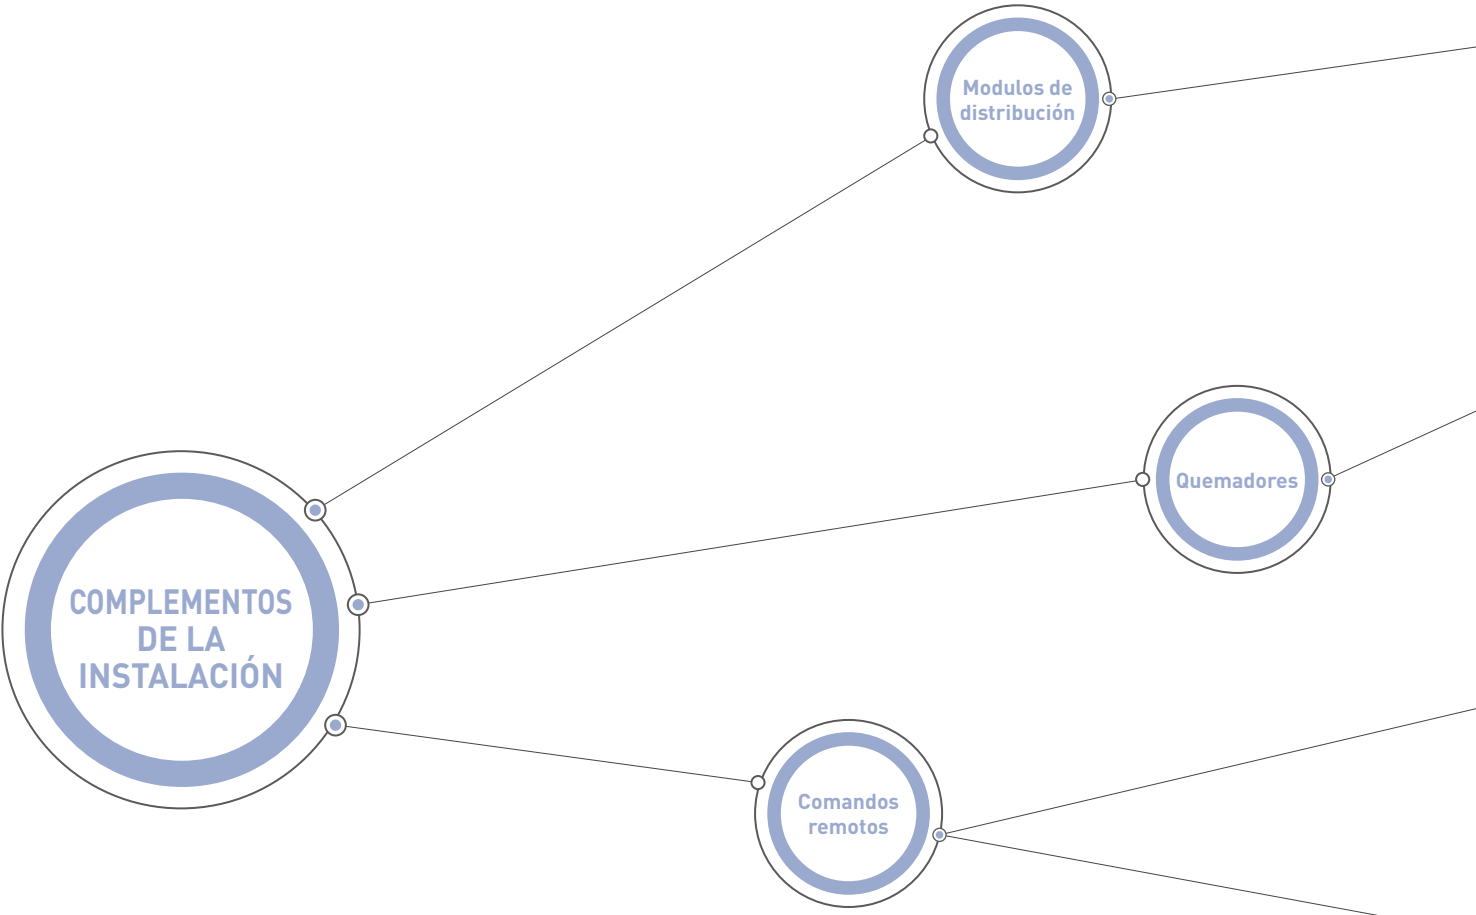 Modulos de
distribución
Quemadores
COMPLEMENTOS
DE LA
INSTALACIÓN
Comandos
remotos